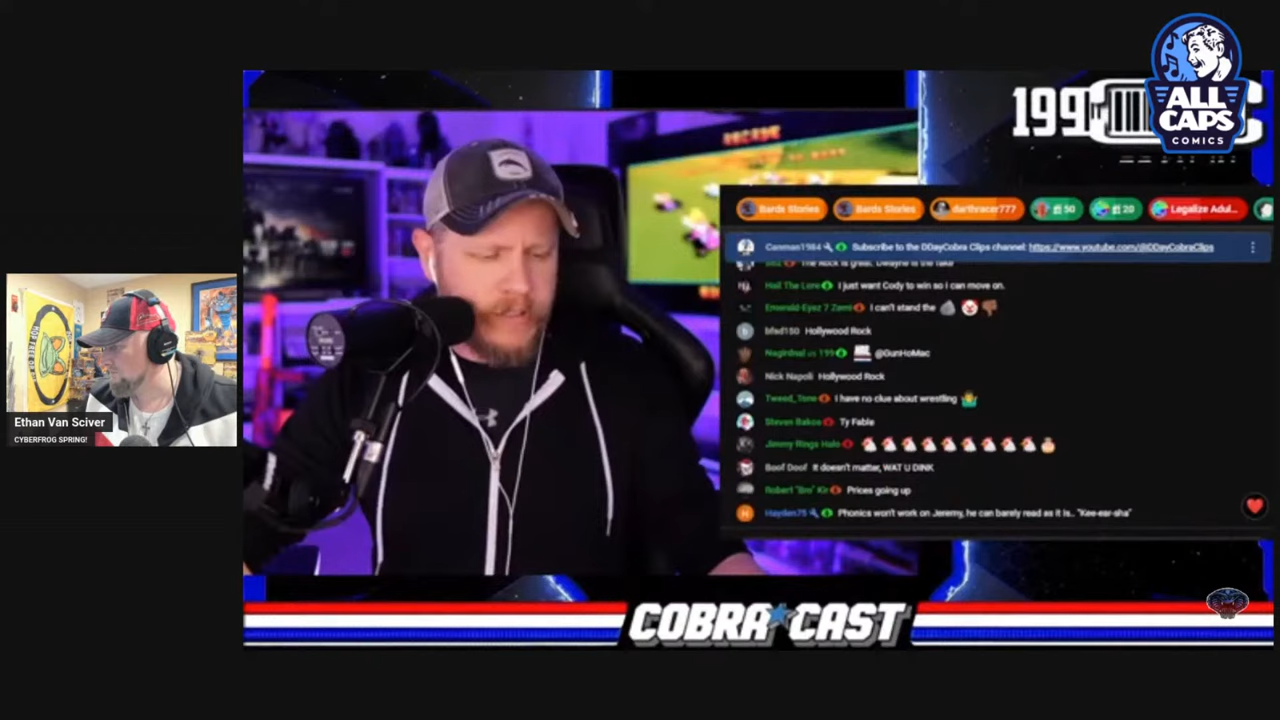 199
ALL
CAPS
COMICS
ARCADE
Bards Stories
Bards Stories
darthracer777
50
20
Legalize Adul...
Canman1984 Subscribe to the DDayCobra Clips channel: https://www.youtube.com/@DDayCobraClips
The Rock is great. Dwayne is the fake
Hail The Lore I just want Cody to win so I can move on.
Emerald Eyez 7 Zemi I can't stand the
bfsd150 Hollywood Rock
@GunHoMac
Nick Napoli Hollywood Rock
Tweed_Tone I have no clue about wrestling
Steven Bakos Ty Fable
Jimmy Rings Halo
Boof Doof It doesn't matter, WAT U DINK
Robert Prices going up
Hayden75 Phonics won't work on Jeremy, he can barely read as it is.. "Kee-ear-sha"
Ethan Van Sciver
CYBERFROG SPRING!
COBRA CAST